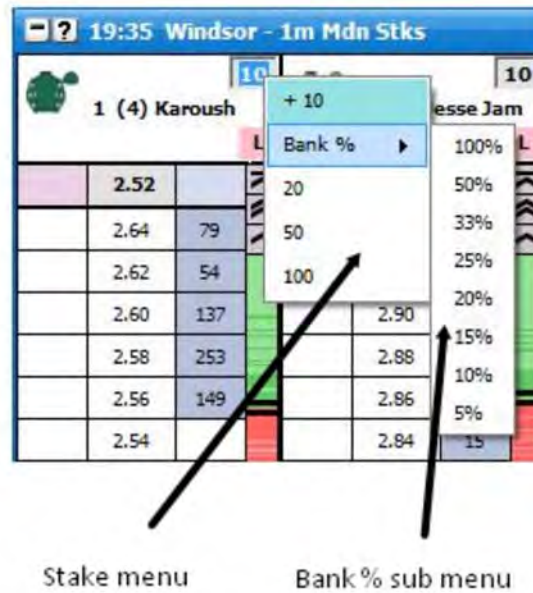 - ? 19:35 Windsor - 1m Mdn Stks
10 10
1 (4) Karoush esse Jam
L L
+ 10
Bank %
20
50
100
100%
50%
33%
25%
20%
15%
10%
5%
2.52
2.64 79
2.62 54
2.60 137 2.90
2.58 253 2.88
2.56 149 2.86
2.54 2.84 15
Stake menu Bank % sub menu